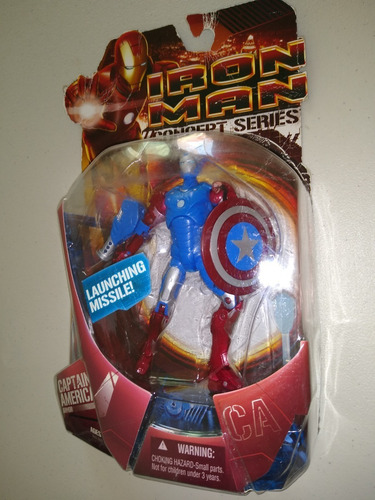 IRON
MAN
CONCEPT SERIES
LAUNCHING
MISSILE!
CAPTAIN
AMERICA
CA
WARNING:
CHOKING HAZARD-Small parts.
Not for children under 3 years.